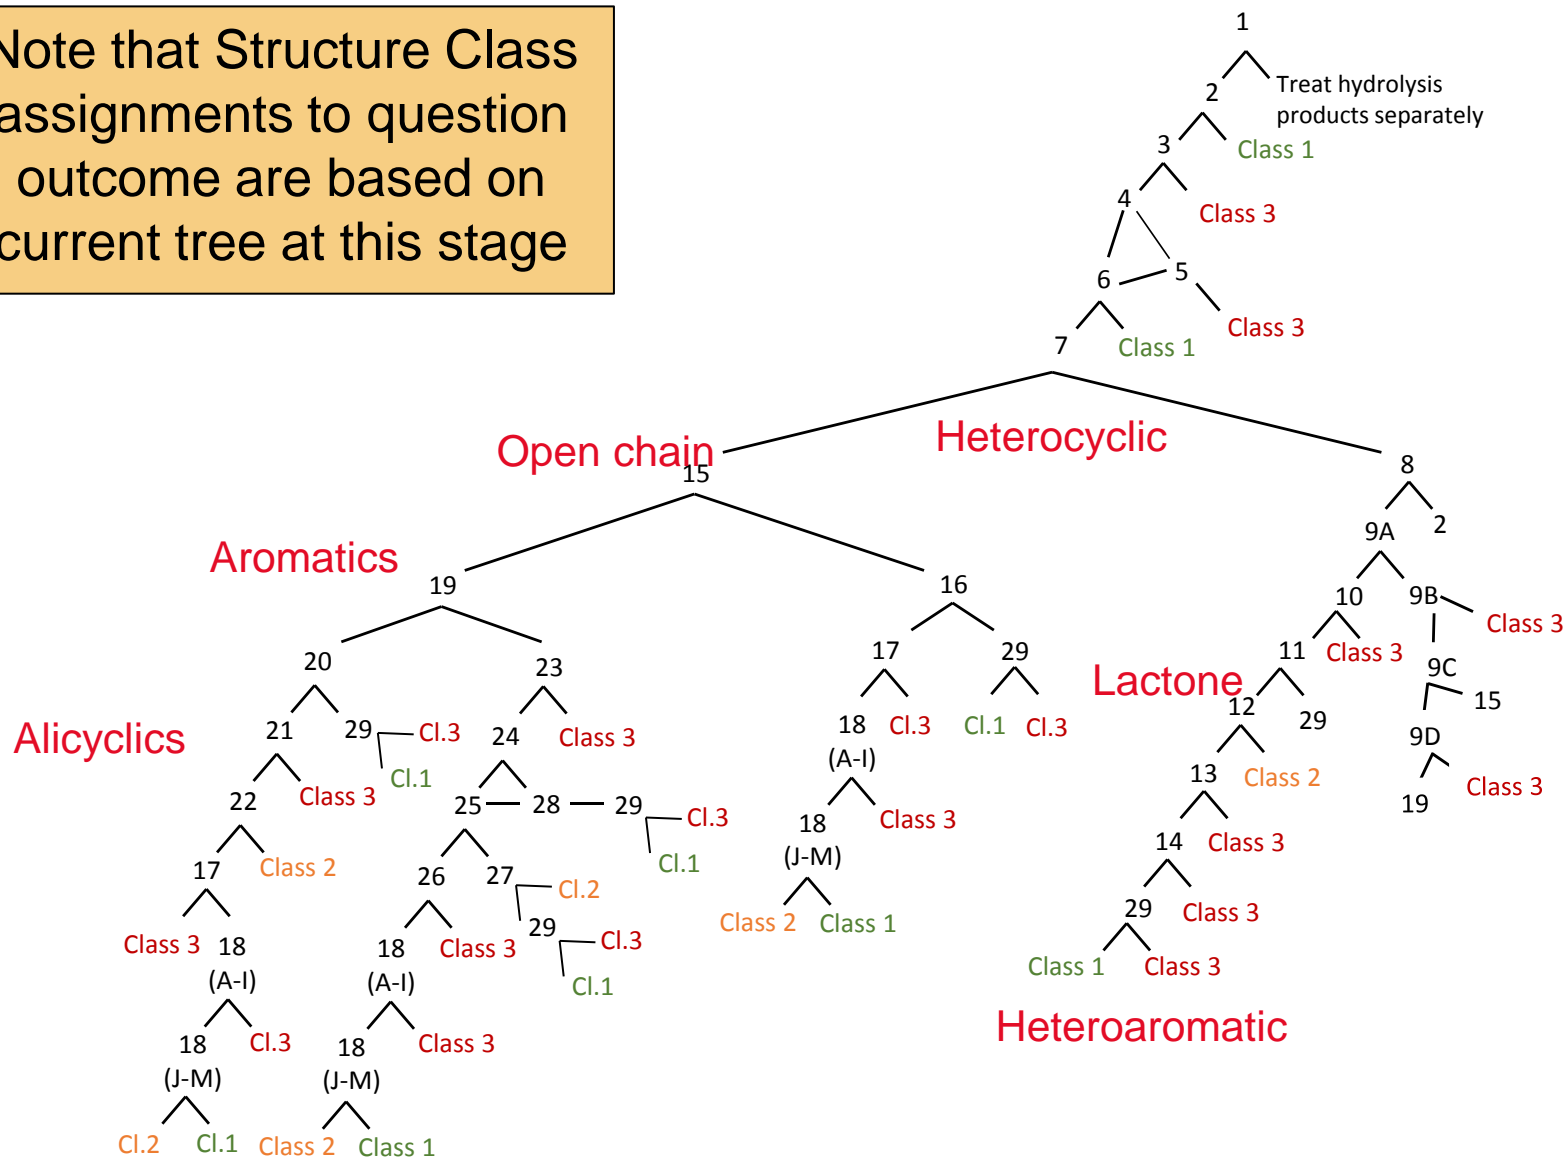 Note that Structure Class
assignments to question
outcome are based on
current tree at this stage
1
2
Treat hydrolysis
products separately
3
Class 1
4
Class 3
6
5
7
Class 1
Class 3
Open chain
Heterocyclic
15
8
Aromatics
9A
2
19
16
10
9B
Class 3
20
23
17
29
11
Class 3
9C
Lactone
15
Alicyclics
21
29
Cl.3
24
Class 3
18
(A-I)
Cl.3
Cl.1
Cl.3
12
29
9D
Cl.1
22
Class 3
25
28
29
Cl.3
13
Class 2
19
Class 3
18
(J-M)
Class 3
14
Class 3
17
Class 2
26
27
Cl.2
Cl.1
Class 2
Class 1
29
Class 3
Class 3
18
(A-I)
18
(A-I)
Class 3
29
Cl.3
Cl.1
Class 1
Class 3
Heteroaromatic
18
(J-M)
Cl.3
18
(J-M)
Class 3
Cl.2
Cl.1
Class 2
Class 1